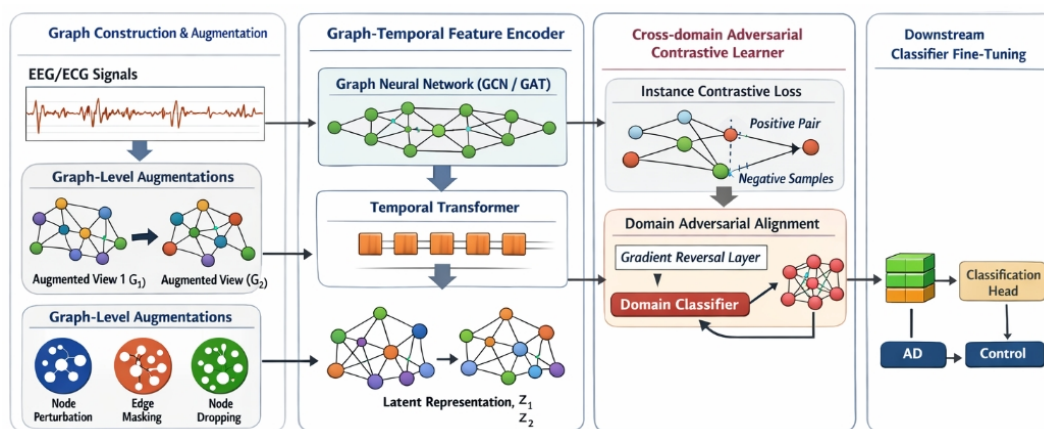 Graph Construction & Augmentation
EEG/ECG Signals
Graph-Level Augmentations
Augmented View 1 G₁)
Augmented View (G₂)
Graph-Level Augmentations
Node
Perturbation
Edge
Masking
Node
Dropping
Graph-Temporal Feature Encoder
Graph Neural Network (GCN / GAT)
Temporal Transformer
Latent Representation, Z₁
Z₂
Cross-domain Adversarial
Contrastive Learner
Instance Contrastive Loss
Positive Pair
Negative Samples
Domain Adversarial Alignment
Gradient Reversal Layer
Domain Classifier
Downstream
Classifier Fine-Tuning
Classification
Head
AD
Control